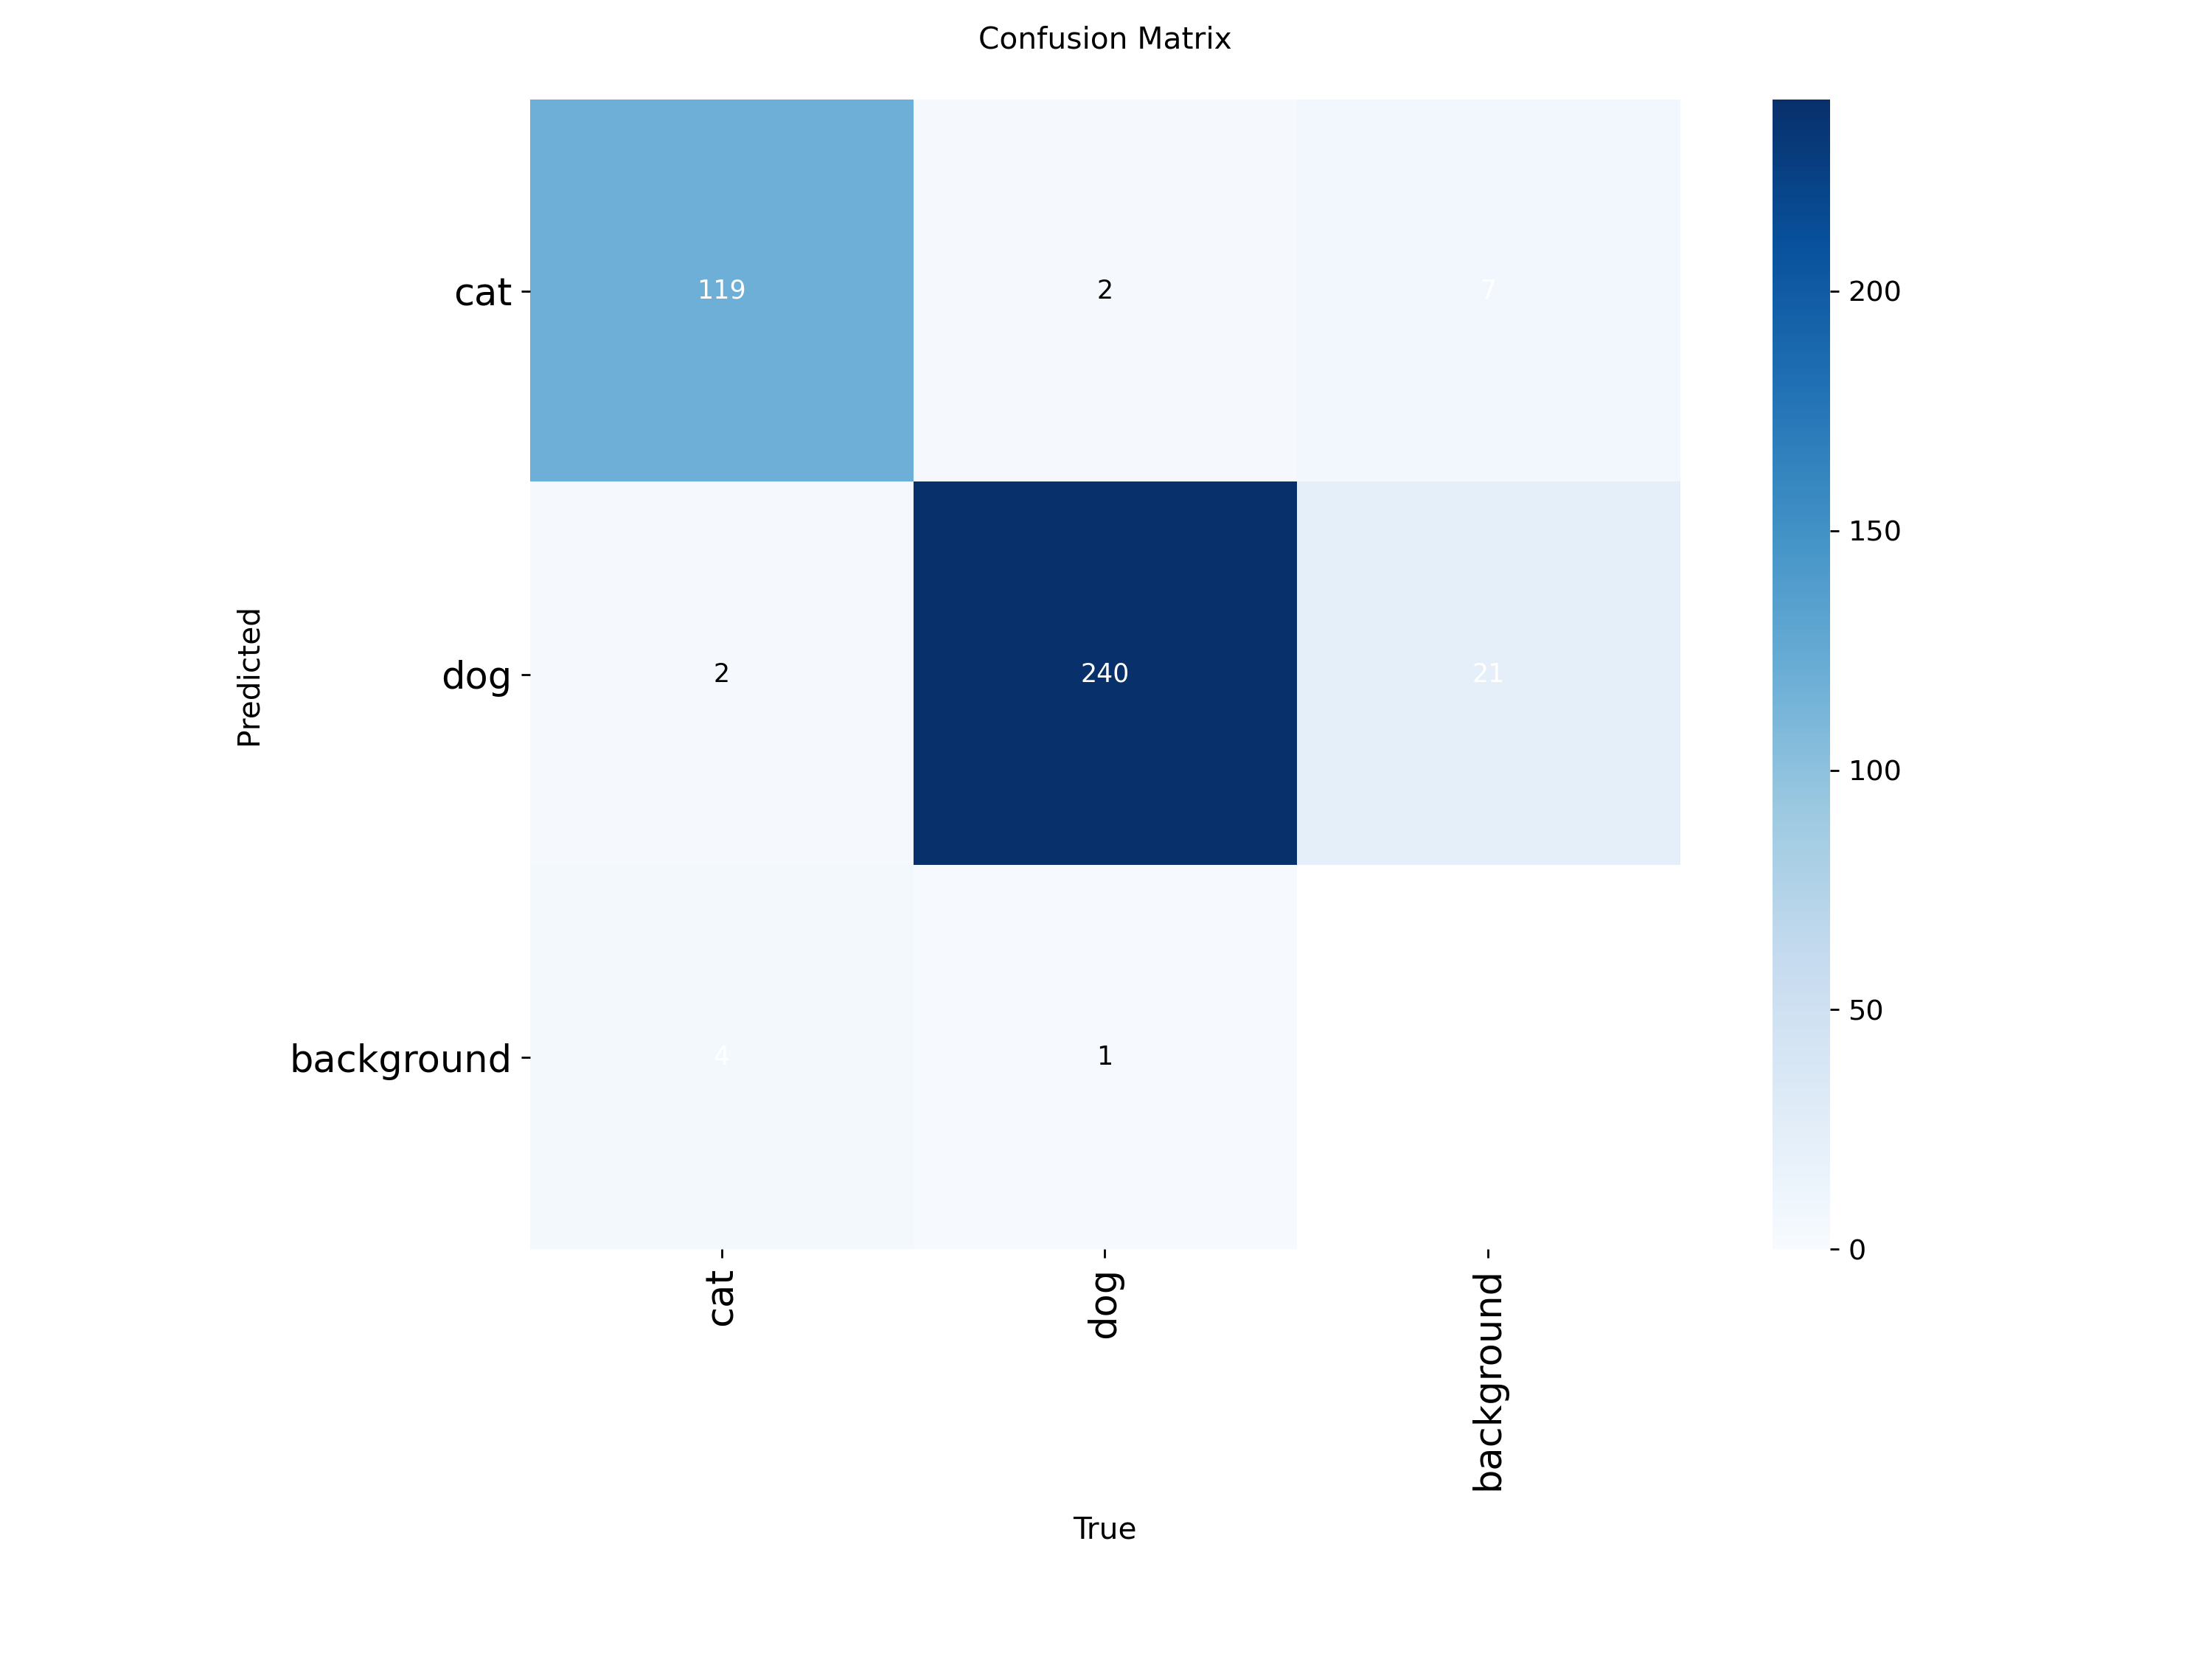 Confusion Matrix
cat
119
2
7
200
150
Predicted
dog
2
240
21
100
50
background
4
1
0
cat
dog
background
True